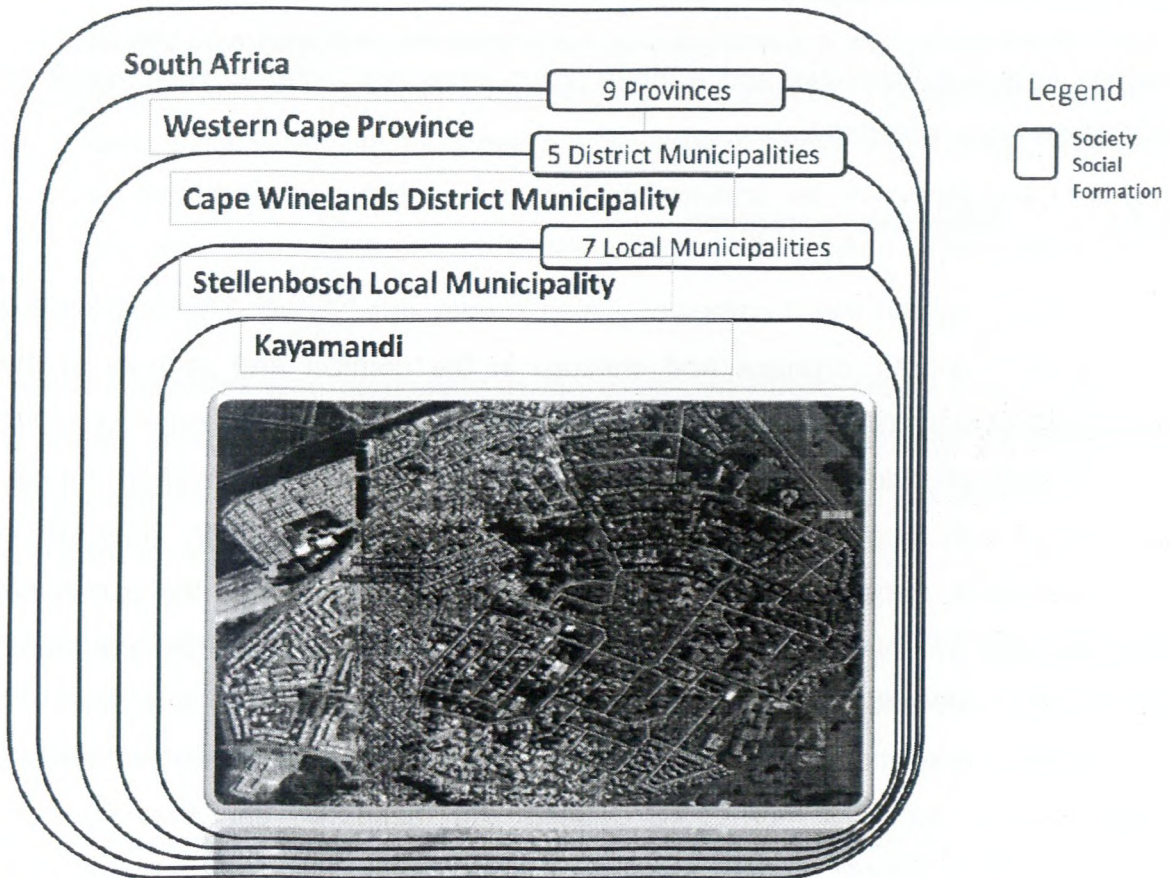 South Africa
9 Provinces
Western Cape Province
5 District Municipalities
Cape Winelands District Municipality
7 Local Municipalities
Stellenbosch Local Municipality
Kayamandi
Legend
Society
Social
Formation